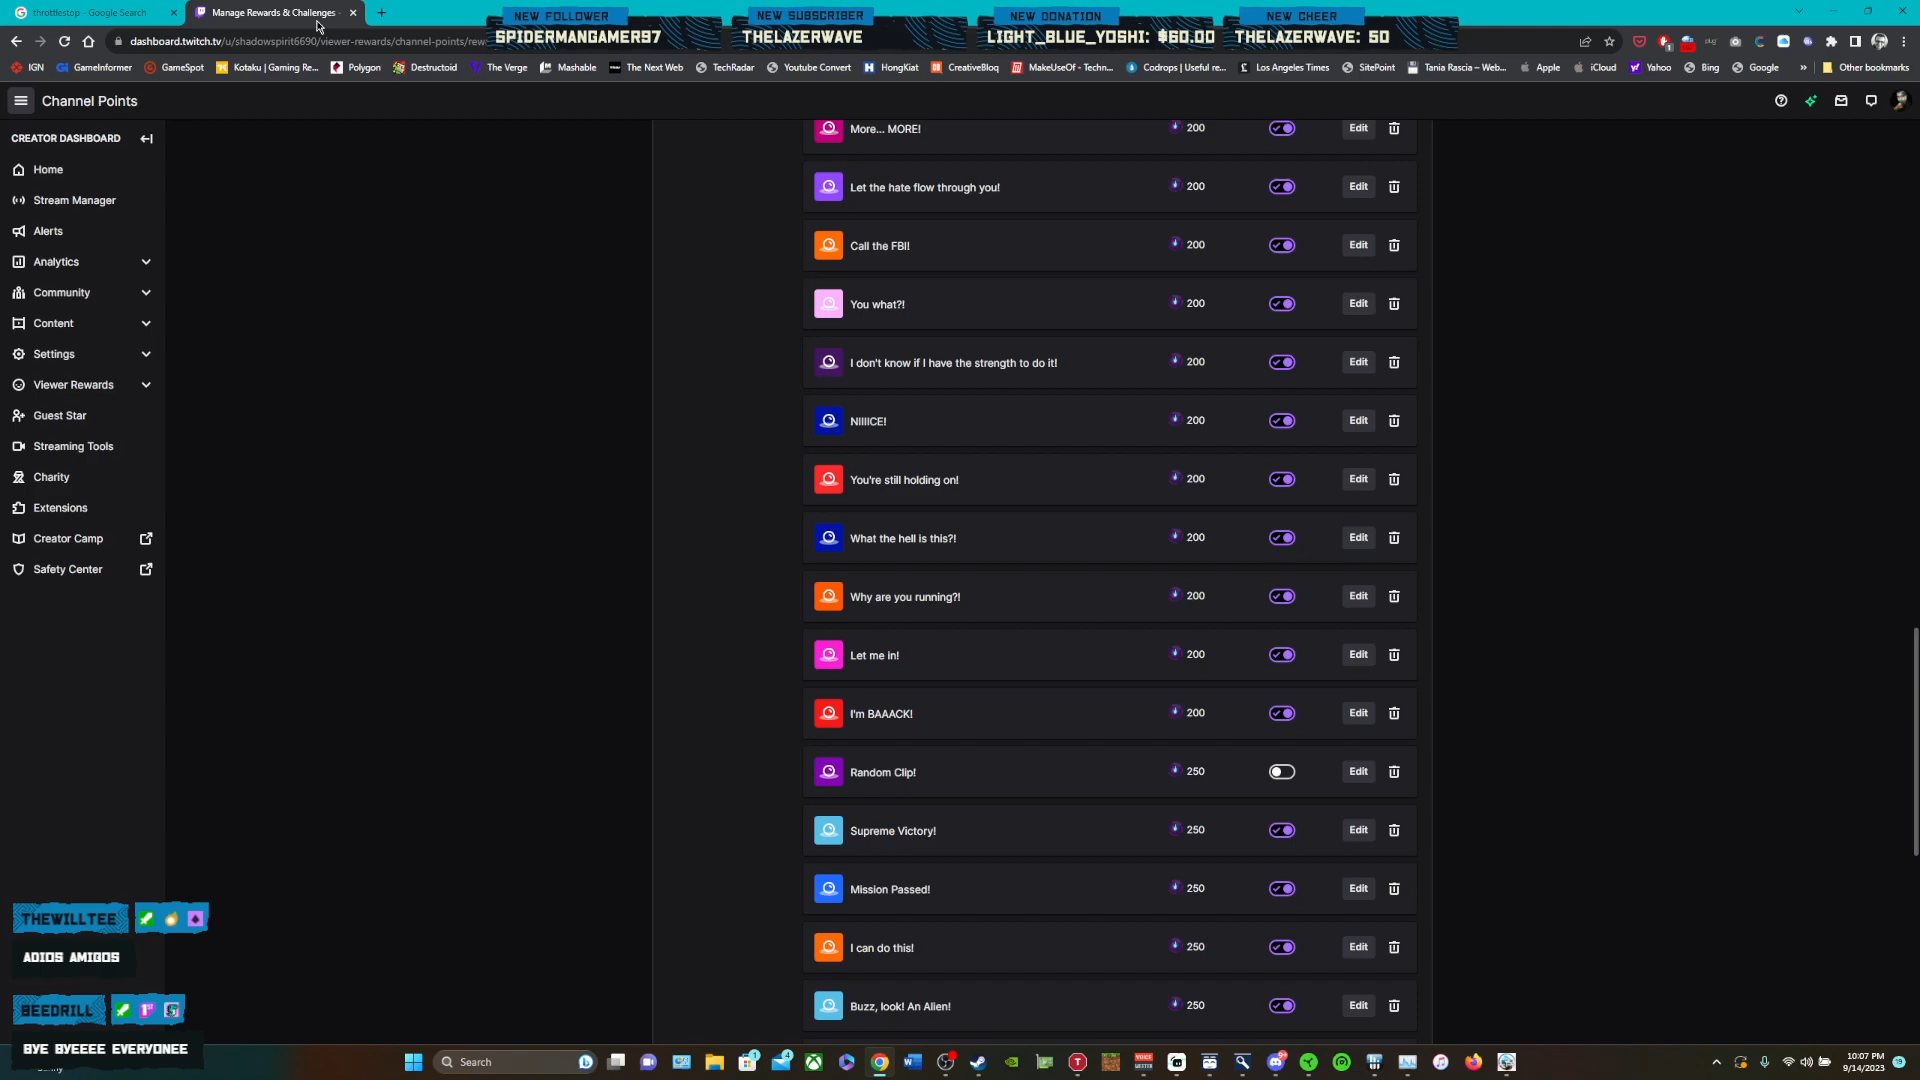 throttlestop - Google Search
Manage Rewards & Challenges -
NEW FOLLOWER
SPIDERMANGAMER97
NEW SUBSCRIBER
THELAZERWAVE
NEW DONATION
LIGHT_BLUE_YOSHI: $60.00
NEW CHEER
THELAZERWAVE: 50
dashboard.twitch.tv/u/shadowspirit6690/viewer-rewards/channel-points/rew
IGN
GameInformer
GameSpot
Kotaku | Gaming Re...
Polygon
Destructoid
The Verge
Mashable
The Next Web
TechRadar
Youtube Convert
HongKiat
CreativeBloq
MakeUseOf - Techn...
Codrops | Useful re...
Los Angeles Times
SitePoint
Tania Rascia – Web...
Apple
iCloud
Yahoo
Bing
Google
»
Other bookmarks
Channel Points
CREATOR DASHBOARD
Home
Stream Manager
Alerts
Analytics
Community
Content
Settings
Viewer Rewards
Guest Star
Streaming Tools
Charity
Extensions
Creator Camp
Safety Center
More... MORE! 200 Edit
Let the hate flow through you! 200 Edit
Call the FBI! 200 Edit
You what?! 200 Edit
I don't know if I have the strength to do it! 200 Edit
NIIIICE! 200 Edit
You're still holding on! 200 Edit
What the hell is this?! 200 Edit
Why are you running?! 200 Edit
Let me in! 200 Edit
I'm BAAACK! 200 Edit
Random Clip! 250 Edit
Supreme Victory! 250 Edit
Mission Passed! 250 Edit
I can do this! 250 Edit
Buzz, look! An Alien! 250 Edit
THEWILLTEE
ADIOS AMIGOS
BEEDRILL
BYE BYEEEE EVERYONEE
Search
10:07 PM
9/14/2023